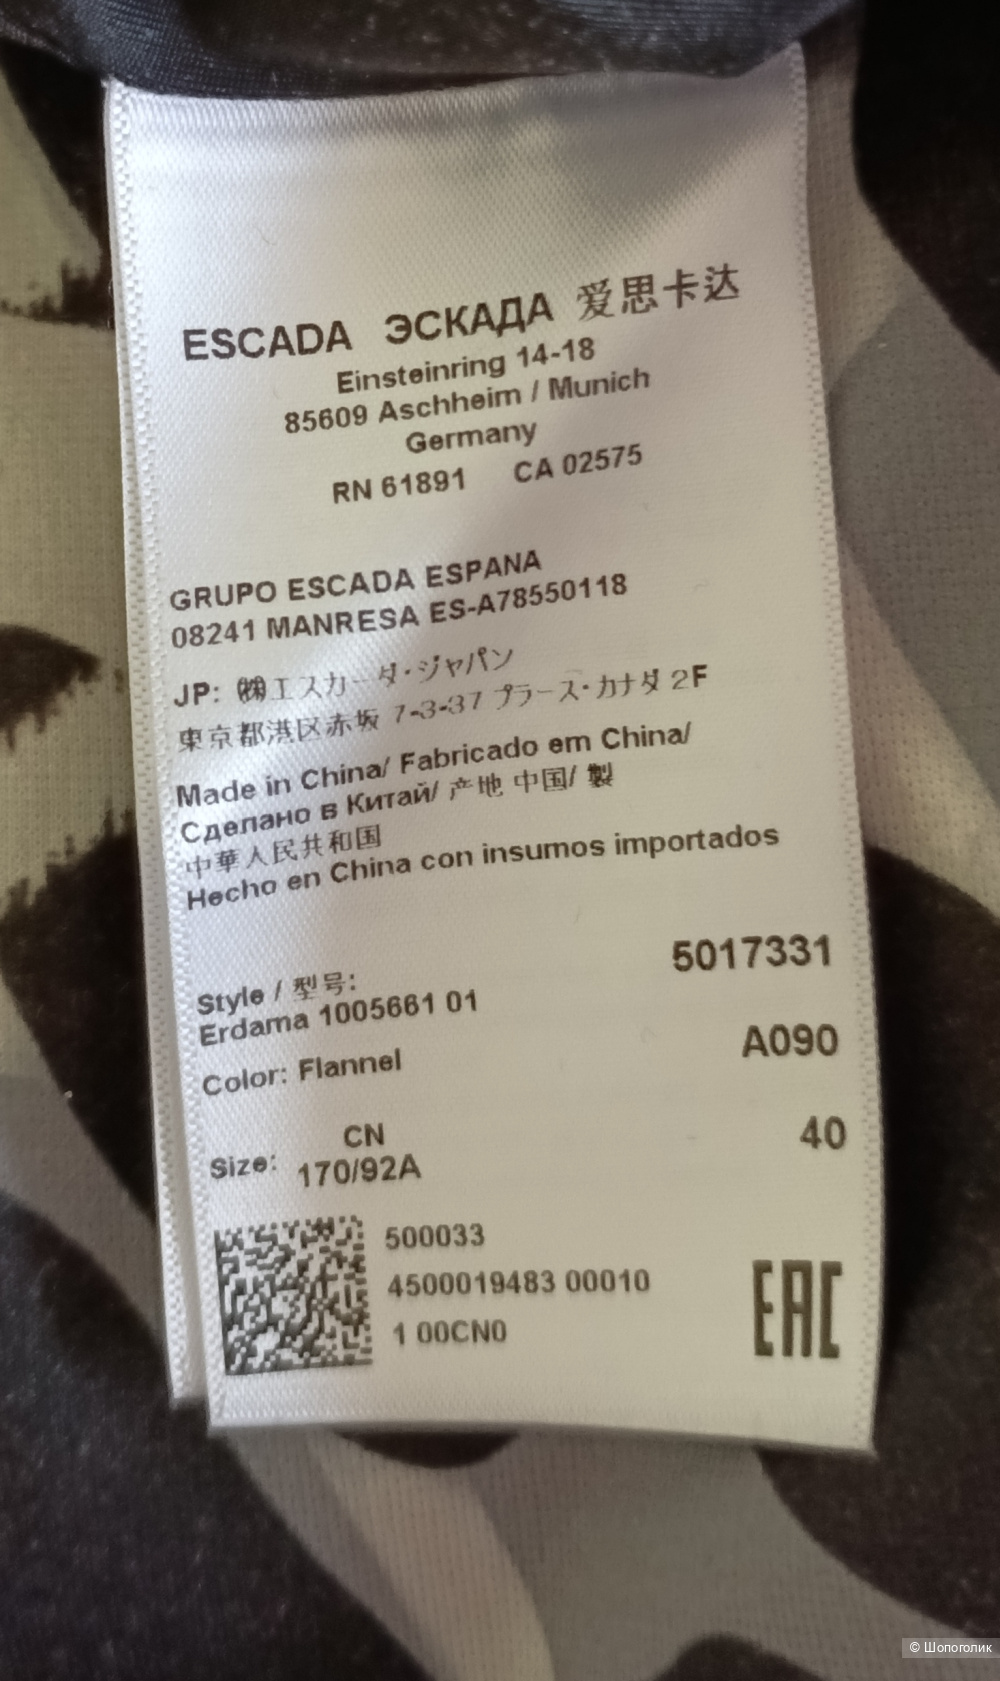 ESCADA ЭСКАДА 爱思卡达
Einsteinring 14-18
85609 Aschheim / Munich
Germany
RN 61891 CA 02575
GRUPO ESCADA ESPANA
08241 MANRESA ES-A78550118
JP: ㈱エスカーダ・ジャパン
東京都港区赤坂 7-3-37 プラース・カナダ 2F
Made in China/ Fabricado em China/
Сделано в Китай/ 产地 中国/ 製
中華人民共和国
Hecho en China con insumos importados
5017331
Style / 型号:
Erdama 1005661 01
A090
Color: Flannel
40
CN
Size: 170/92A
500033
4500019483 00010
1 00CN0
EAC
© Шопоголик